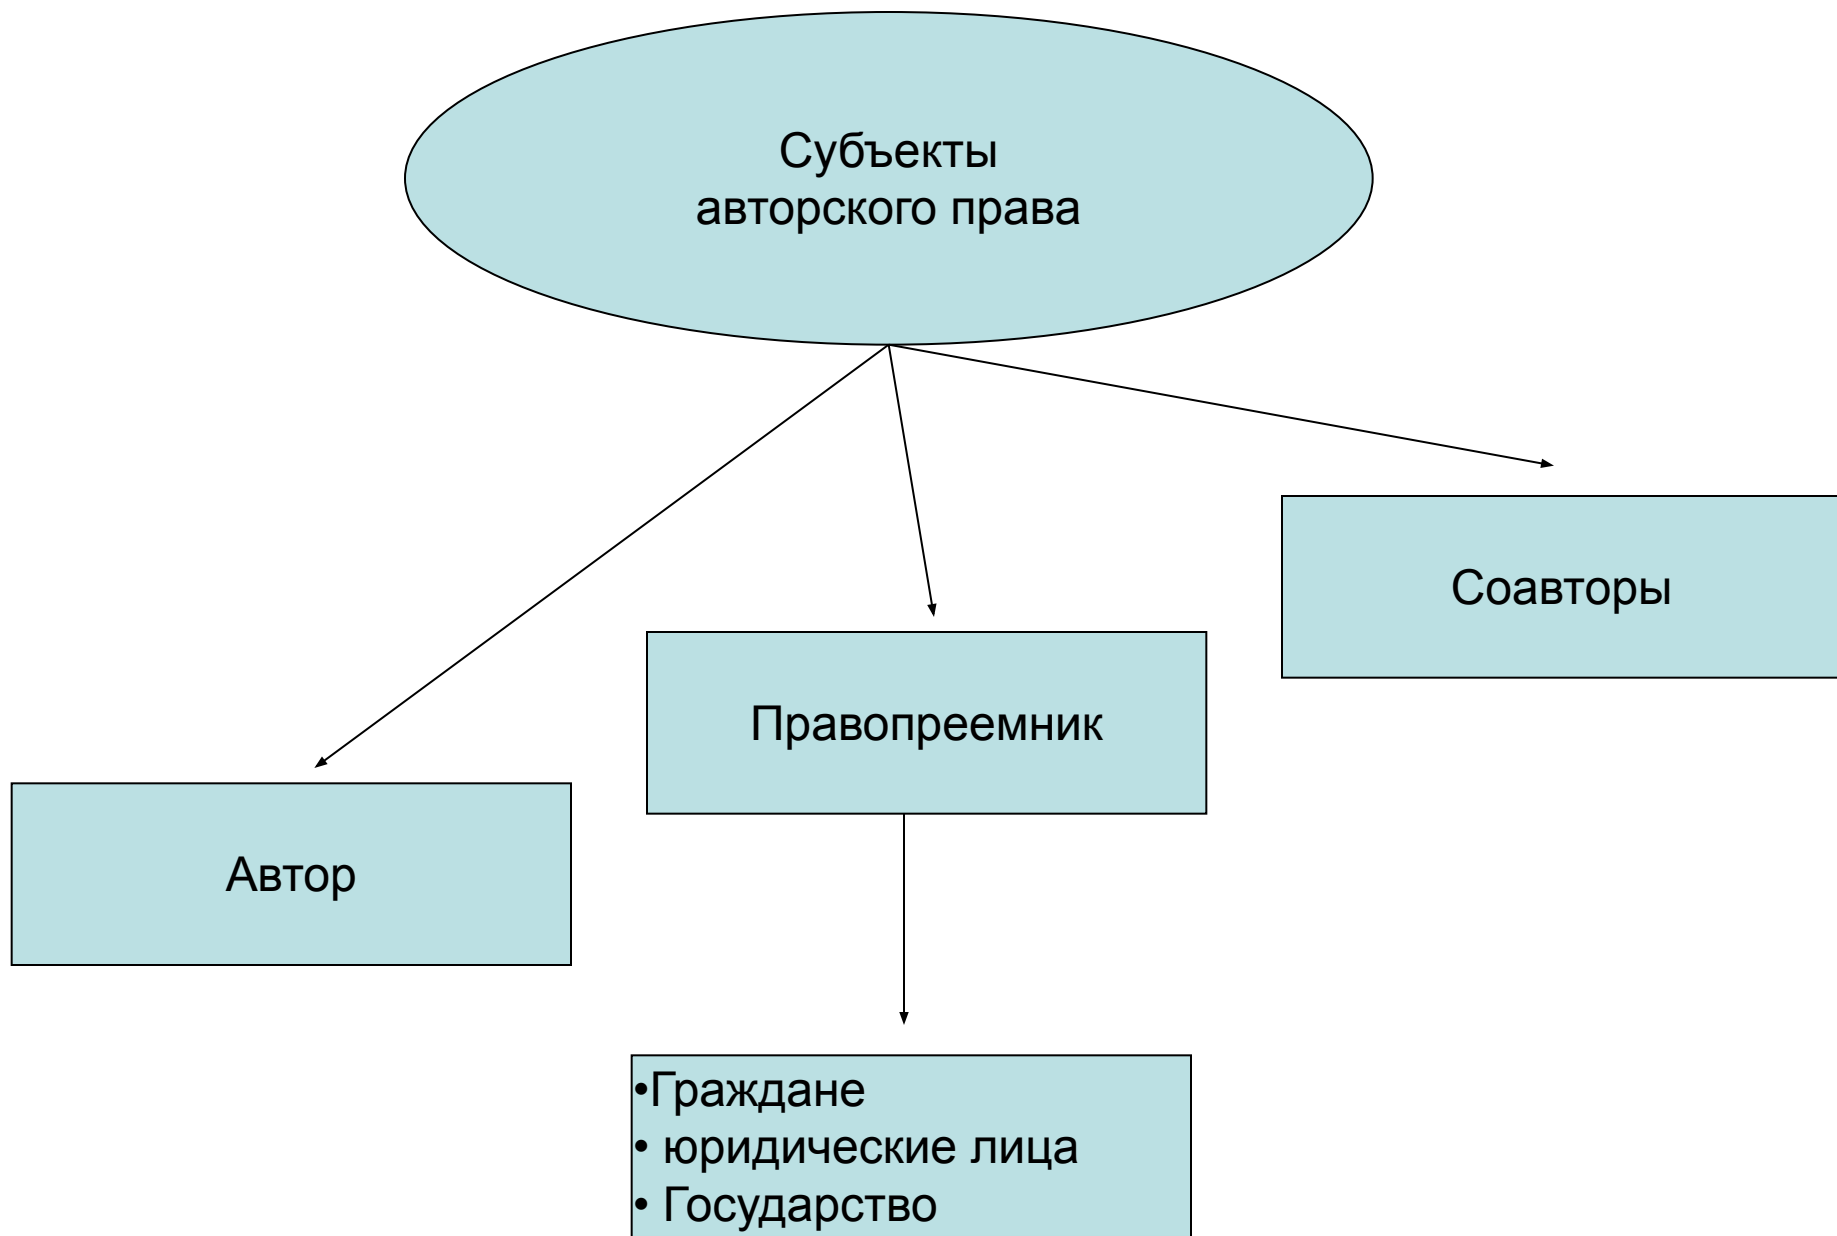 Субъекты
авторского права
Соавторы
Правопреемник
Автор
•Граждане
• юридические лица
• Государство